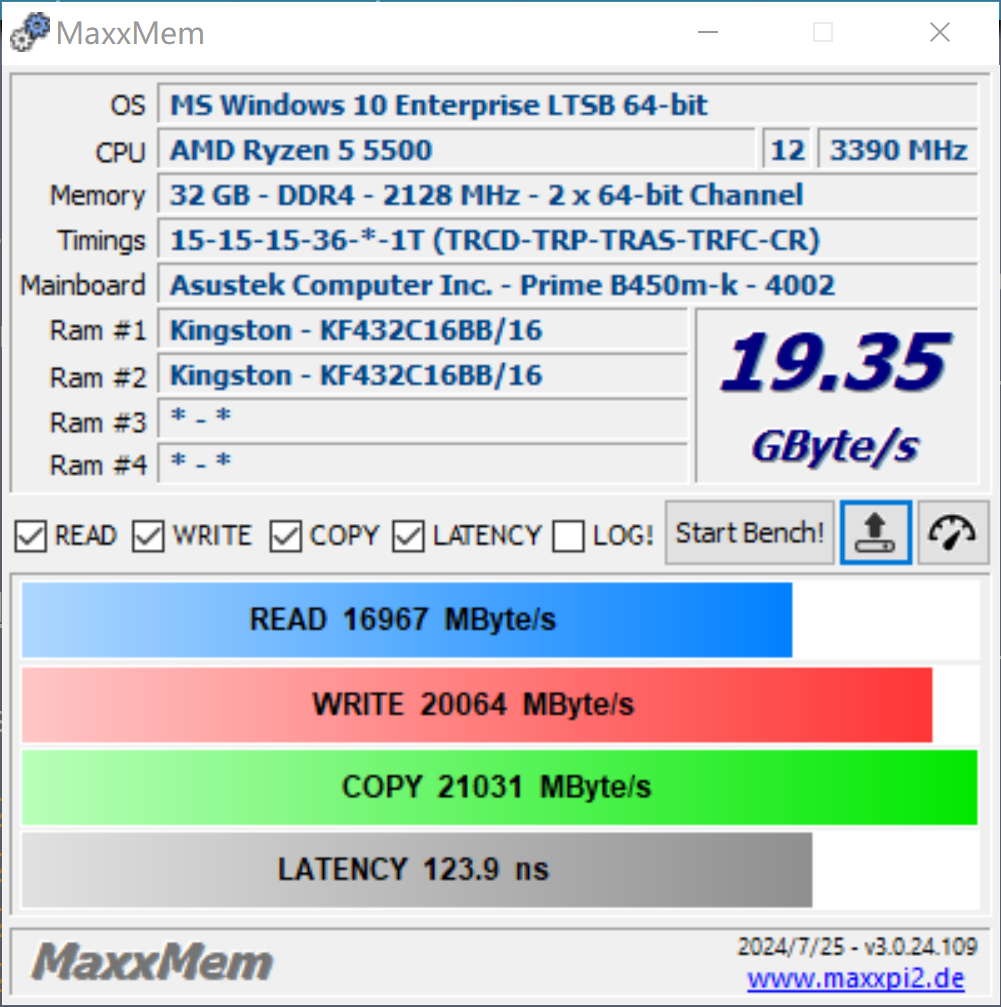 MaxxMem
OS MS Windows 10 Enterprise LTSB 64-bit
CPU AMD Ryzen 5 5500 12 3390 MHz
Memory 32 GB - DDR4 - 2128 MHz - 2 x 64-bit Channel
Timings 15-15-15-36-*-1T (TRCD-TRP-TRAS-TRFC-CR)
Mainboard Asustek Computer Inc. - Prime B450m-k - 4002
Ram #1 Kingston - KF432C16BB/16
Ram #2 Kingston - KF432C16BB/16
Ram #3 * - *
Ram #4 * - *
19.35
GByte/s
READ WRITE COPY LATENCY LOG! Start Bench!
READ 16967 MByte/s
WRITE 20064 MByte/s
COPY 21031 MByte/s
LATENCY 123.9 ns
MaxxMem
2024/7/25 - v3.0.24.109
www.maxxpi2.de